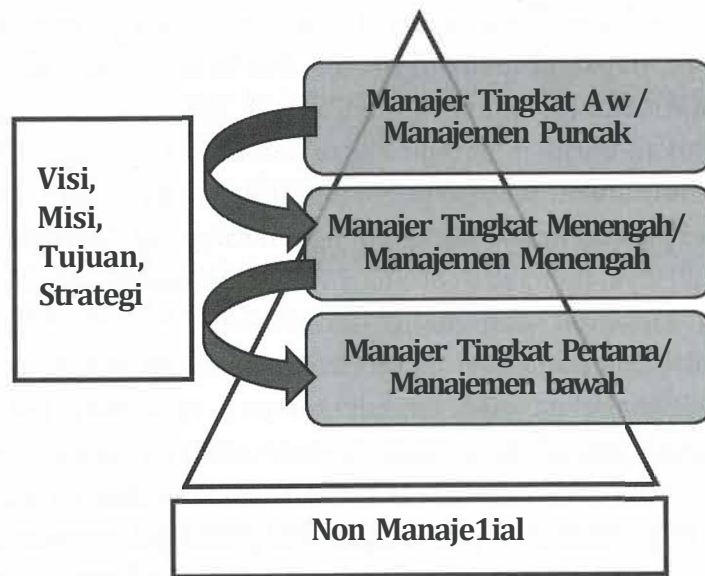 Visi,
Misi,
Tujuan,
Strategi
Manajer Tingkat A w/
Manajemen Puncak
Manajer Tingkat Menengah/
Manajemen Menengah
Manajer Tingkat Pertama/
Manajemen bawah
Non Manaje1ial